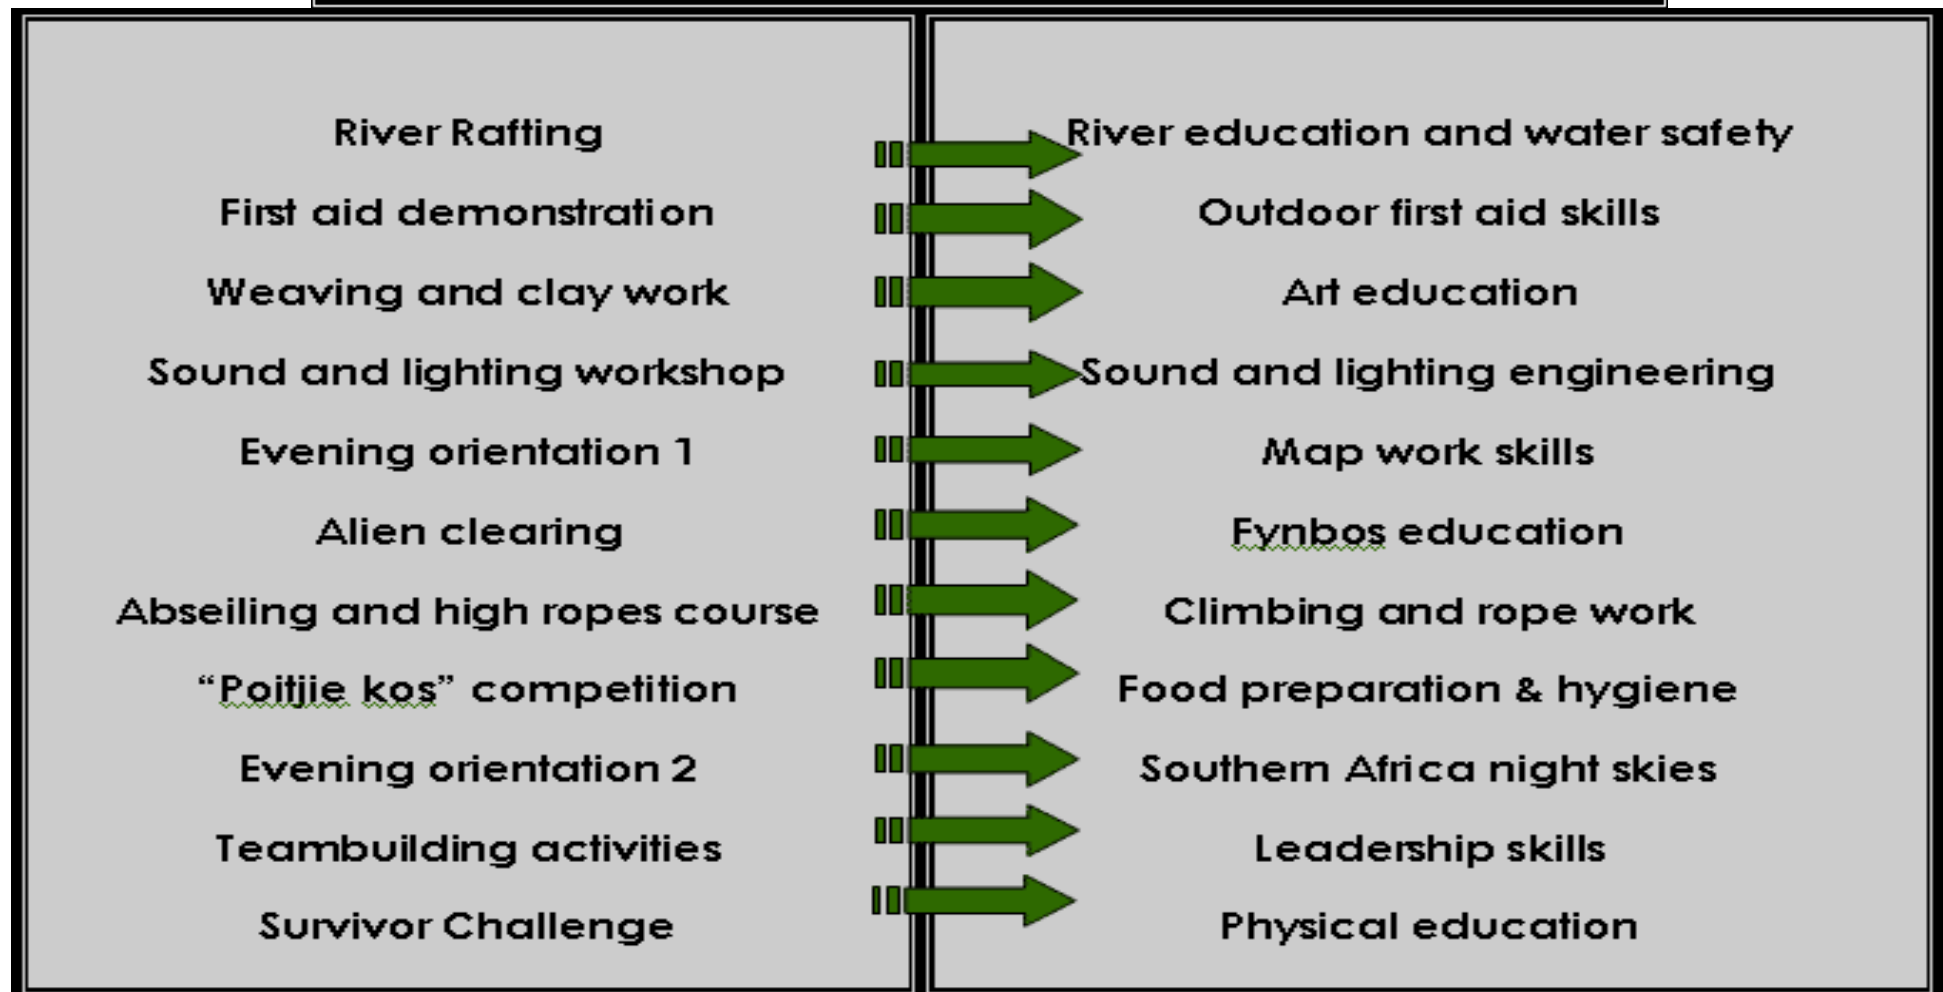 River Rafting
River education and water safety
First aid demonstration
Outdoor first aid skills
Weaving and clay work
Art education
Sound and lighting workshop
Sound and lighting engineering
Evening orientation 1
Map work skills
Alien clearing
Fynbos education
Abseiling and high ropes course
Climbing and rope work
“Poitjie kos” competition
Food preparation & hygiene
Evening orientation 2
Southern Africa night skies
Teambuilding activities
Leadership skills
Survivor Challenge
Physical education